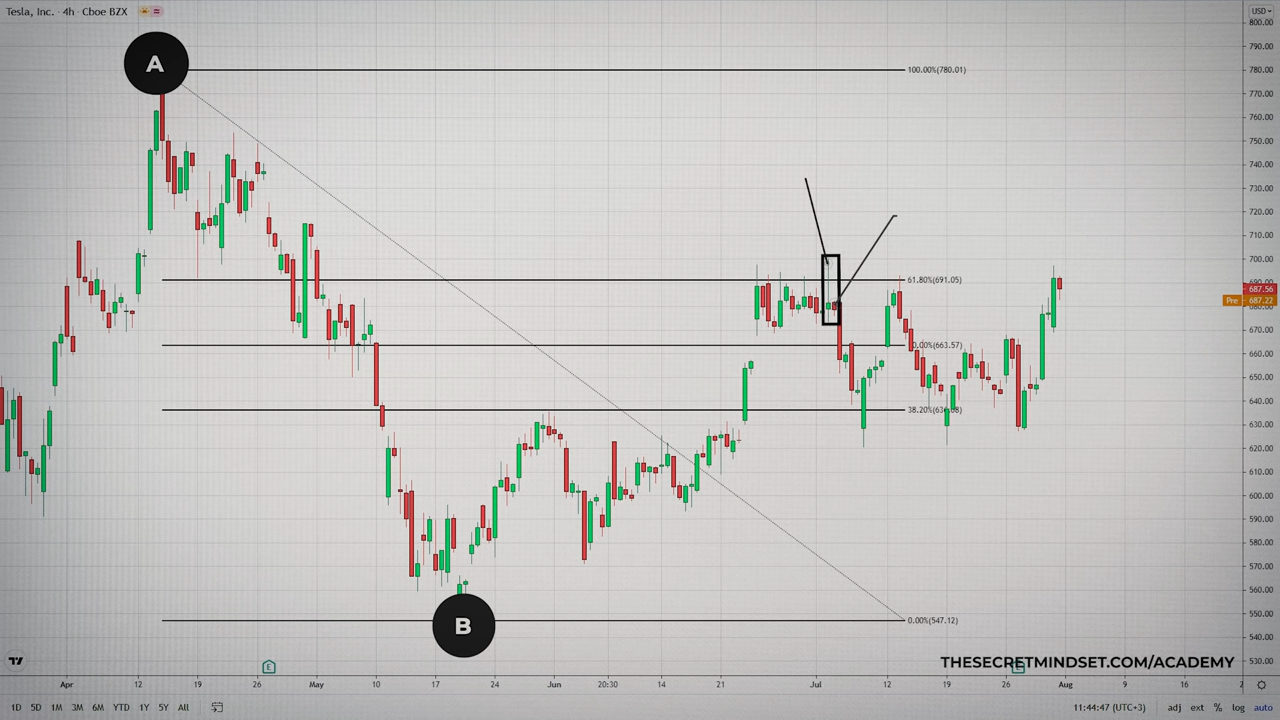 Tesla, Inc. · 4h · Cboe BZX
USD
800.00
A
790.00
100.00%(780.01)
780.00
770.00
760.00
750.00
740.00
730.00
720.00
710.00
700.00
61.80%(691.05)
687.56
Pre 687.22
670.00
0.00%(663.57)
660.00
650.00
640.00
38.20%(636.08)
630.00
620.00
610.00
600.00
590.00
580.00
570.00
560.00
550.00
B
0.00%(547.12)
540.00
E
E
THESECRETMINDSET.COM/ACADEMY
530.00
Apr 12 19 26 May 10 17 24 Jun 20:30 14 21 Jul 12 19 26 Aug 9 16 2
1D 5D 1M 3M 6M YTD 1Y 5Y All
11:44:47 (UTC+3) adj ext % log auto